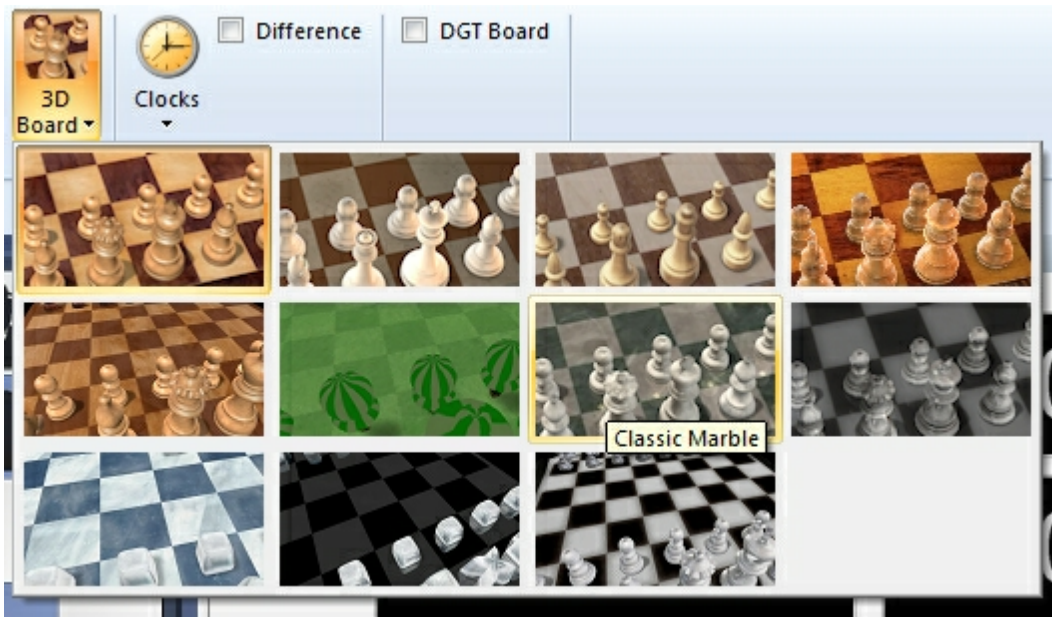 3D
Board
Clocks
Difference
DGT Board
Classic Marble